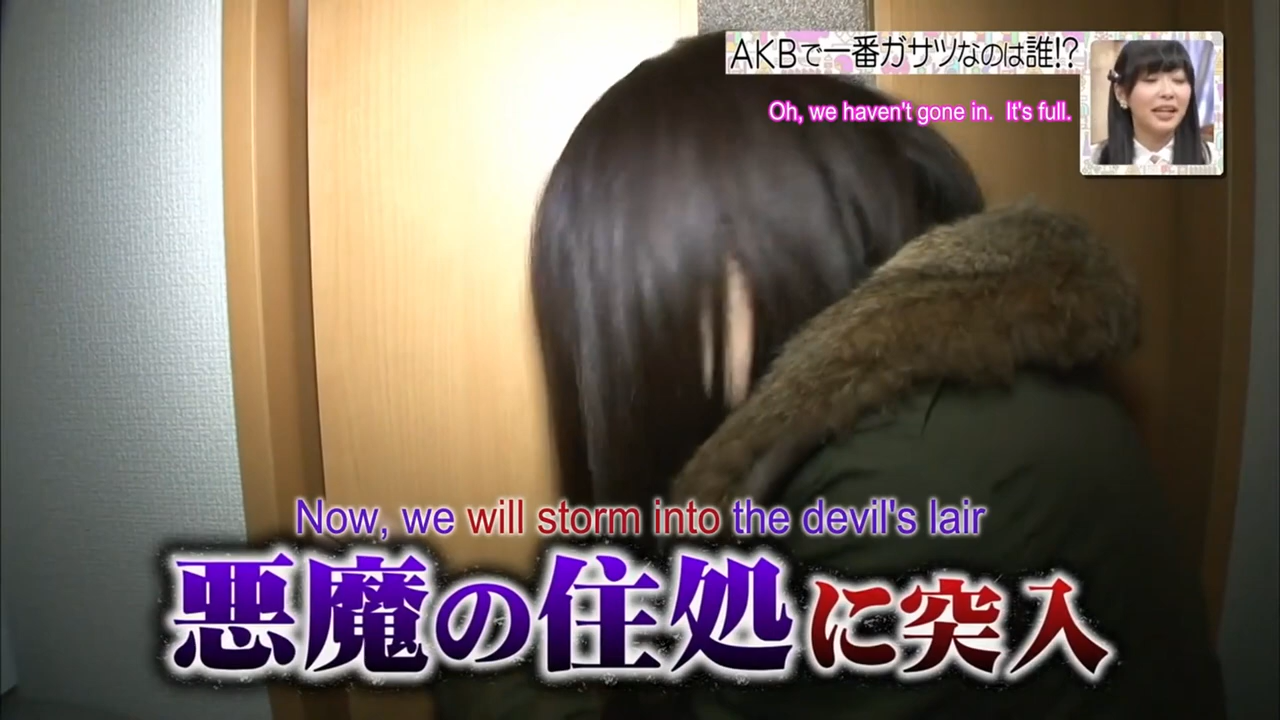 AKBで一番ガサツなのは誰!?
Oh, we haven't gone in. It's full.
Now, we will storm into the devil's lair
悪魔の住処に突入